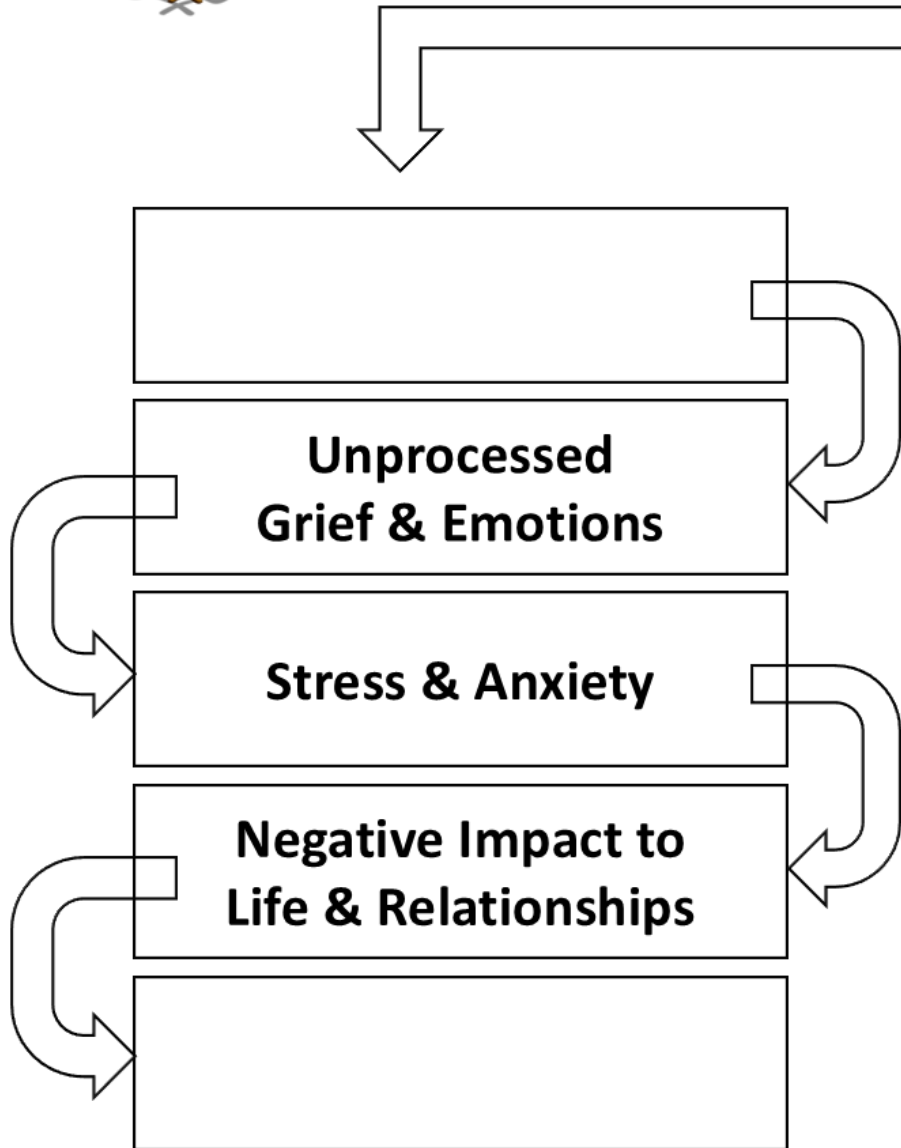 Unprocessed
Grief & Emotions
Stress & Anxiety
Negative Impact to
Life & Relationships